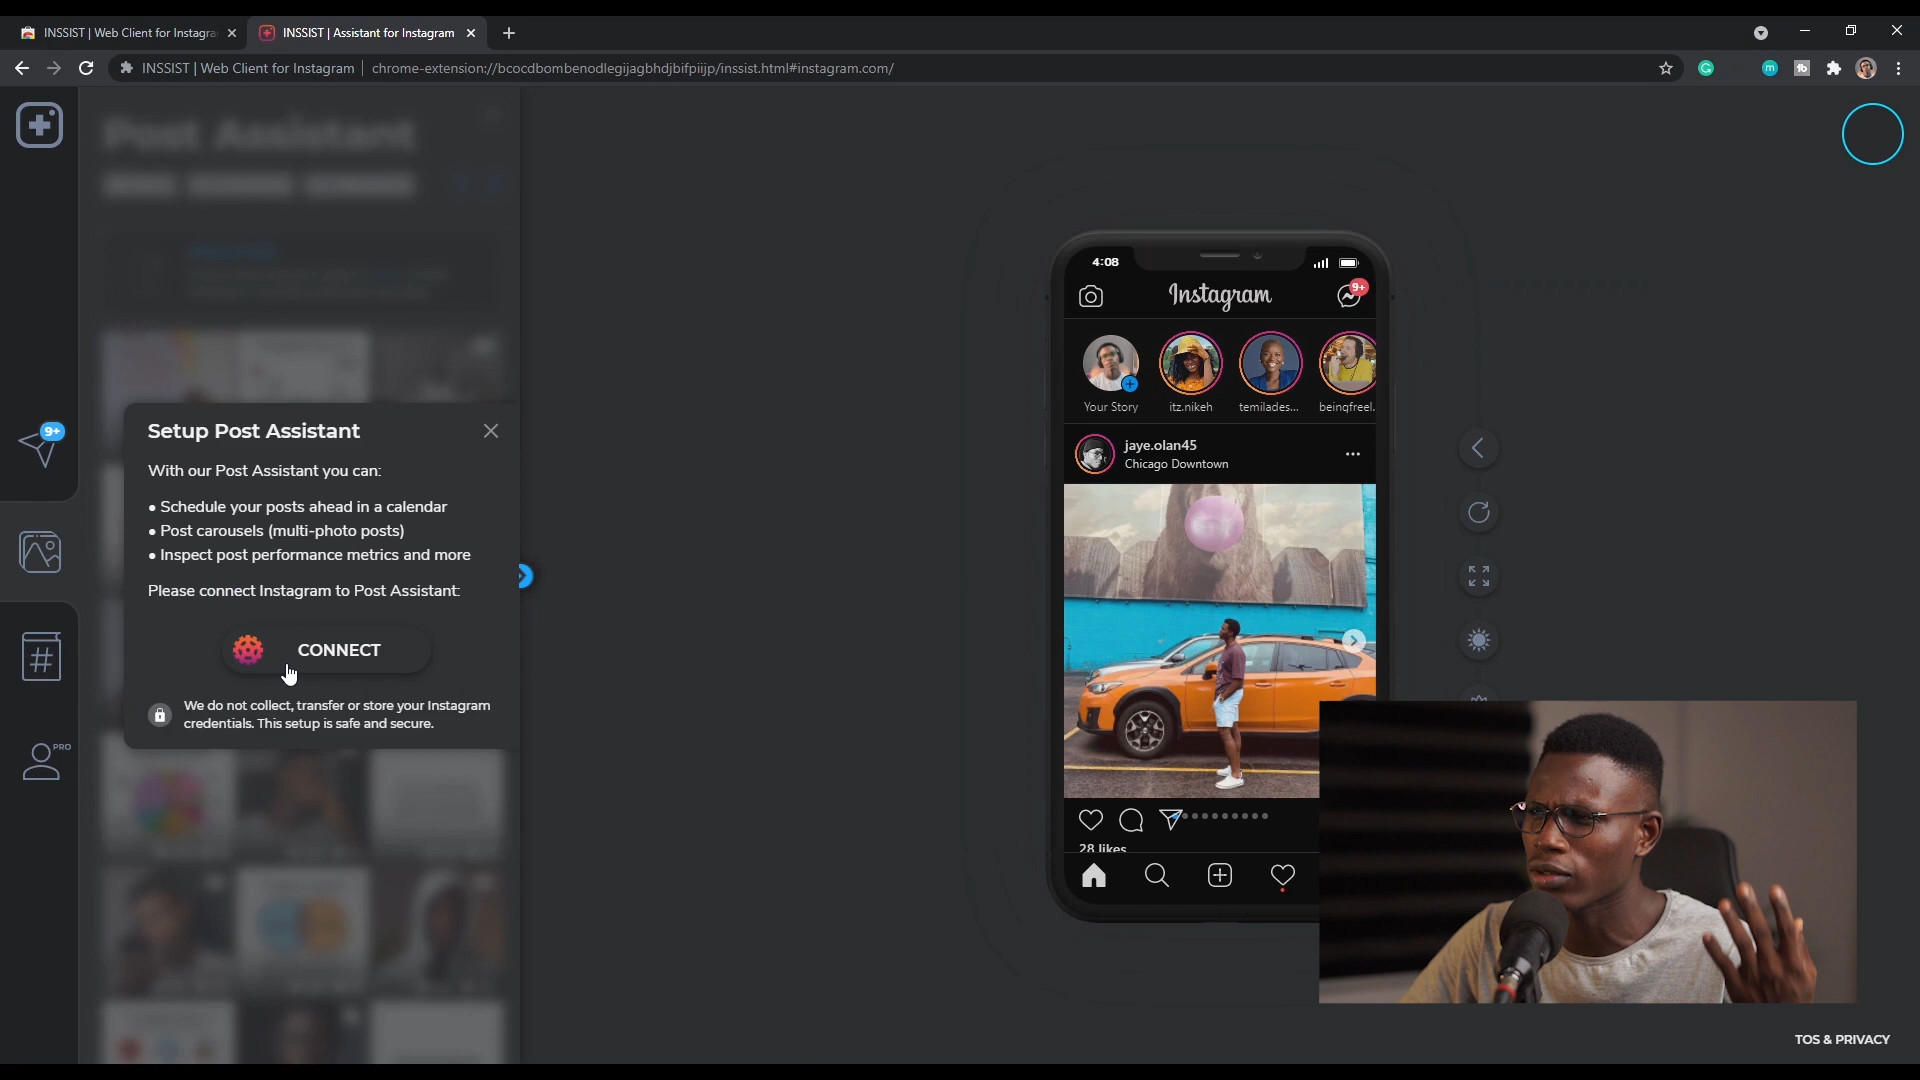 INSSIST | Web Client for Instagra
INSSIST | Assistant for Instagram
INSSIST | Web Client for Instagram
chrome-extension://bcocdbombenodlegijagbhdjbifpiijp/inssist.html#instagram.com/
Post Assistant
9+
Setup Post Assistant
With our Post Assistant you can:
• Schedule your posts ahead in a calendar
• Post carousels (multi-photo posts)
• Inspect post performance metrics and more
Please connect Instagram to Post Assistant:
CONNECT
We do not collect, transfer or store your Instagram
credentials. This setup is safe and secure.
#
PRO
4:08
Instagram
9+
Your Story
itz.nikeh
temilades...
beingfreel.
jaye.olan45
Chicago Downtown
28 likes
TOS & PRIVACY